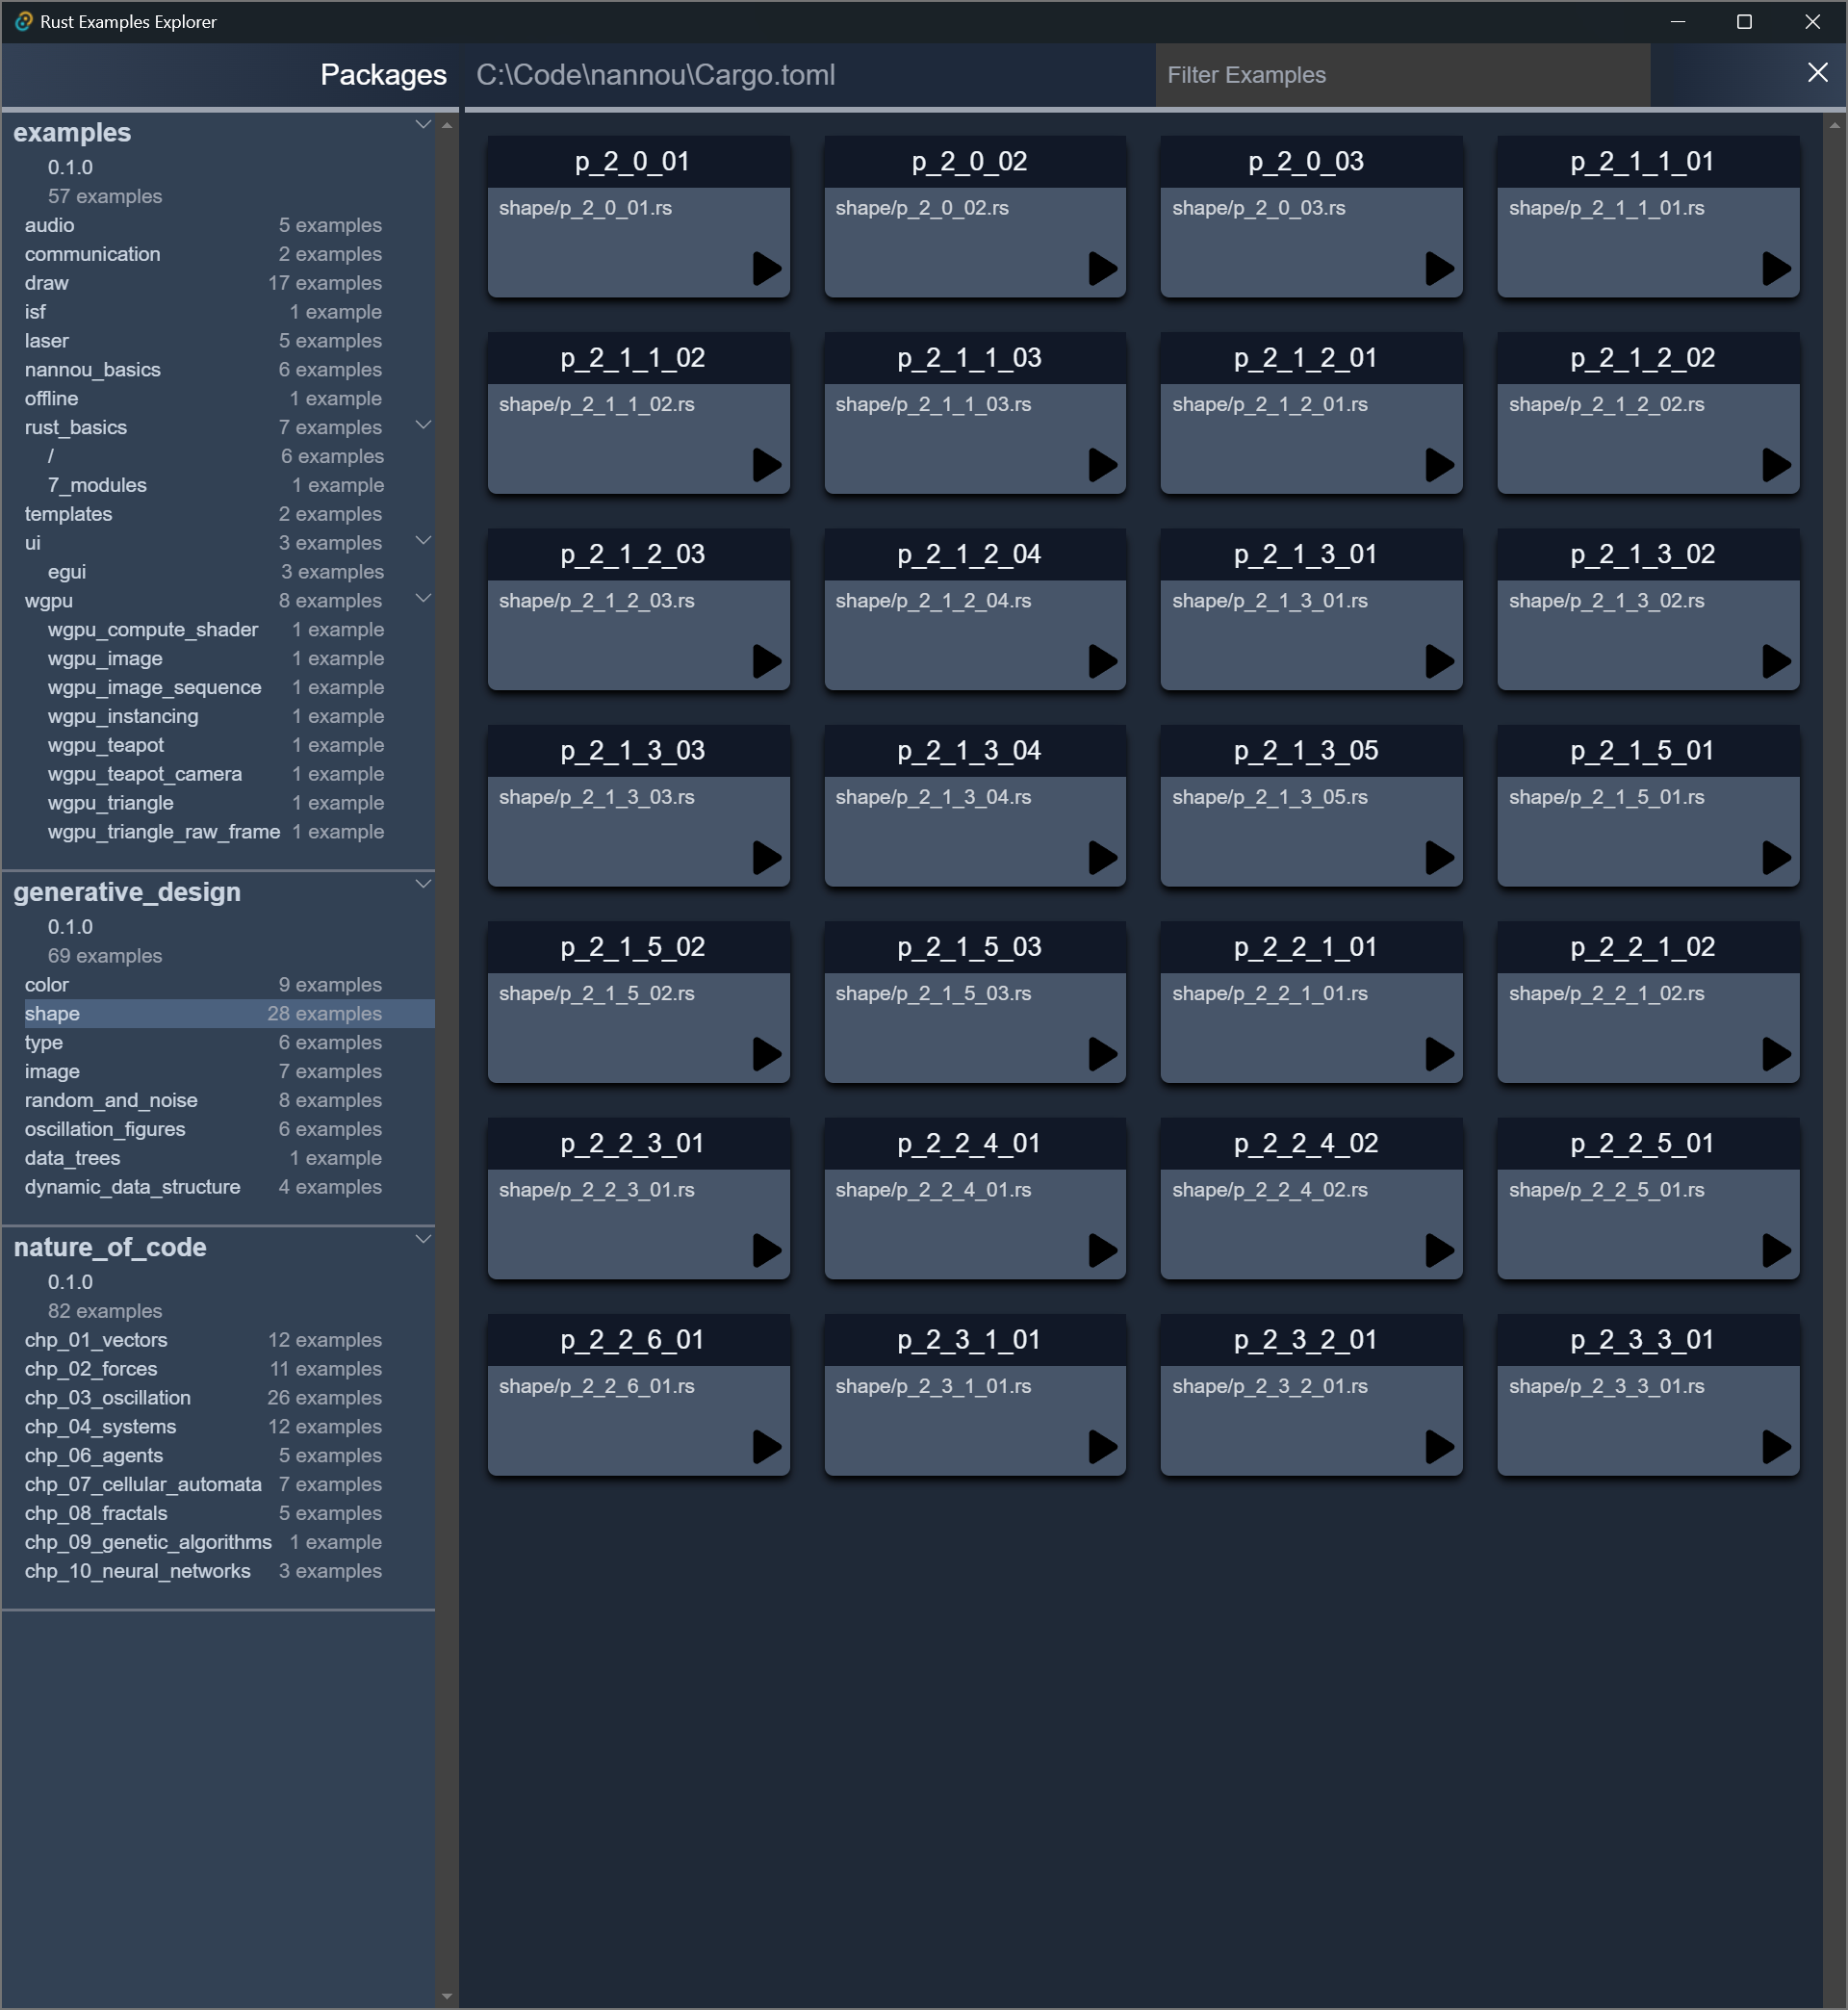 Rust Examples Explorer
Packages
C:\Code\nannou\Cargo.toml
Filter Examples
examples
0.1.0
57 examples
audio 5 examples
communication 2 examples
draw 17 examples
isf 1 example
laser 5 examples
nannou_basics 6 examples
offline 1 example
rust_basics 7 examples
/ 6 examples
7_modules 1 example
templates 2 examples
ui 3 examples
egui 3 examples
wgpu 8 examples
wgpu_compute_shader 1 example
wgpu_image 1 example
wgpu_image_sequence 1 example
wgpu_instancing 1 example
wgpu_teapot 1 example
wgpu_teapot_camera 1 example
wgpu_triangle 1 example
wgpu_triangle_raw_frame 1 example
generative_design
0.1.0
69 examples
color 9 examples
shape 28 examples
type 6 examples
image 7 examples
random_and_noise 8 examples
oscillation_figures 6 examples
data_trees 1 example
dynamic_data_structure 4 examples
nature_of_code
0.1.0
82 examples
chp_01_vectors 12 examples
chp_02_forces 11 examples
chp_03_oscillation 26 examples
chp_04_systems 12 examples
chp_06_agents 5 examples
chp_07_cellular_automata 7 examples
chp_08_fractals 5 examples
chp_09_genetic_algorithms 1 example
chp_10_neural_networks 3 examples
p_2_0_01
shape/p_2_0_01.rs
p_2_0_02
shape/p_2_0_02.rs
p_2_0_03
shape/p_2_0_03.rs
p_2_1_1_01
shape/p_2_1_1_01.rs
p_2_1_1_02
shape/p_2_1_1_02.rs
p_2_1_1_03
shape/p_2_1_1_03.rs
p_2_1_2_01
shape/p_2_1_2_01.rs
p_2_1_2_02
shape/p_2_1_2_02.rs
p_2_1_2_03
shape/p_2_1_2_03.rs
p_2_1_2_04
shape/p_2_1_2_04.rs
p_2_1_3_01
shape/p_2_1_3_01.rs
p_2_1_3_02
shape/p_2_1_3_02.rs
p_2_1_3_03
shape/p_2_1_3_03.rs
p_2_1_3_04
shape/p_2_1_3_04.rs
p_2_1_3_05
shape/p_2_1_3_05.rs
p_2_1_5_01
shape/p_2_1_5_01.rs
p_2_1_5_02
shape/p_2_1_5_02.rs
p_2_1_5_03
shape/p_2_1_5_03.rs
p_2_2_1_01
shape/p_2_2_1_01.rs
p_2_2_1_02
shape/p_2_2_1_02.rs
p_2_2_3_01
shape/p_2_2_3_01.rs
p_2_2_4_01
shape/p_2_2_4_01.rs
p_2_2_4_02
shape/p_2_2_4_02.rs
p_2_2_5_01
shape/p_2_2_5_01.rs
p_2_2_6_01
shape/p_2_2_6_01.rs
p_2_3_1_01
shape/p_2_3_1_01.rs
p_2_3_2_01
shape/p_2_3_2_01.rs
p_2_3_3_01
shape/p_2_3_3_01.rs